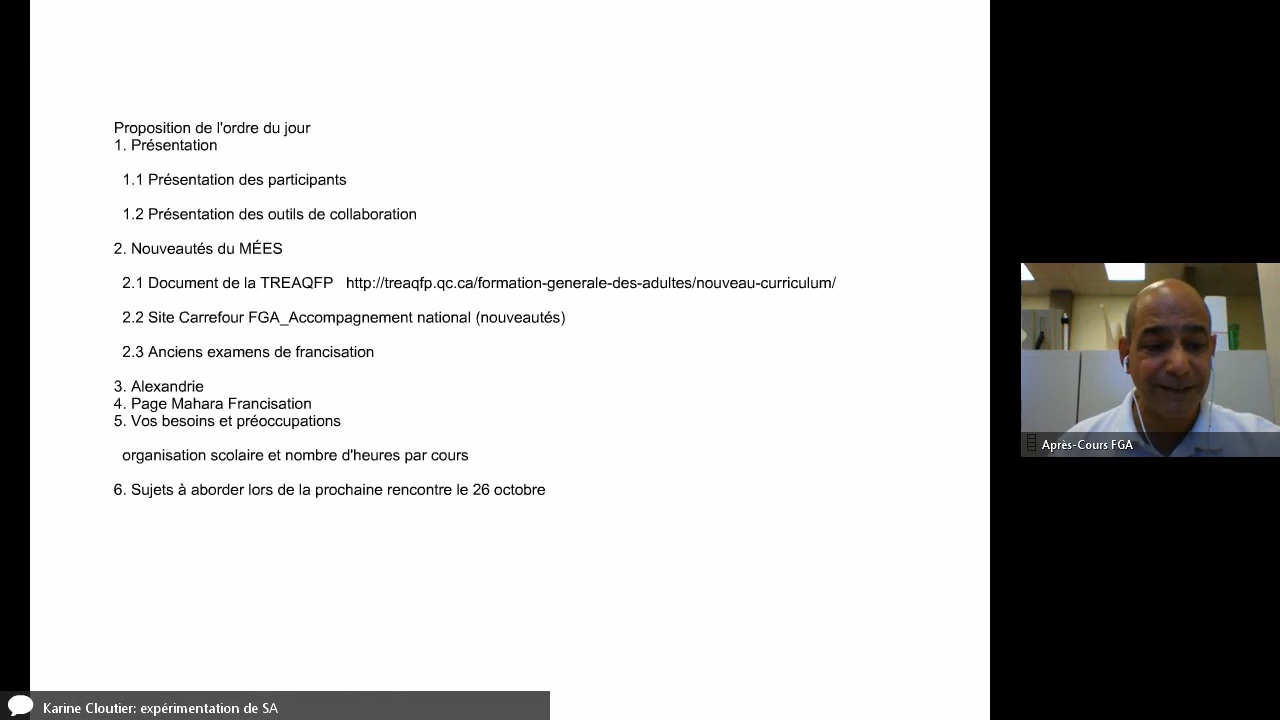 Proposition de l'ordre du jour
1. Présentation
1.1 Présentation des participants
1.2 Présentation des outils de collaboration
2. Nouveautés du MÉES
2.1 Document de la TREAQFP http://treaqfp.qc.ca/formation-generale-des-adultes/nouveau-curriculum/
2.2 Site Carrefour FGA_Accompagnement national (nouveautés)
2.3 Anciens examens de francisation
3. Alexandrie
4. Page Mahara Francisation
5. Vos besoins et préoccupations
organisation scolaire et nombre d'heures par cours
6. Sujets à aborder lors de la prochaine rencontre le 26 octobre
Après-Cours FGA
Karine Cloutier: expérimentation de SA